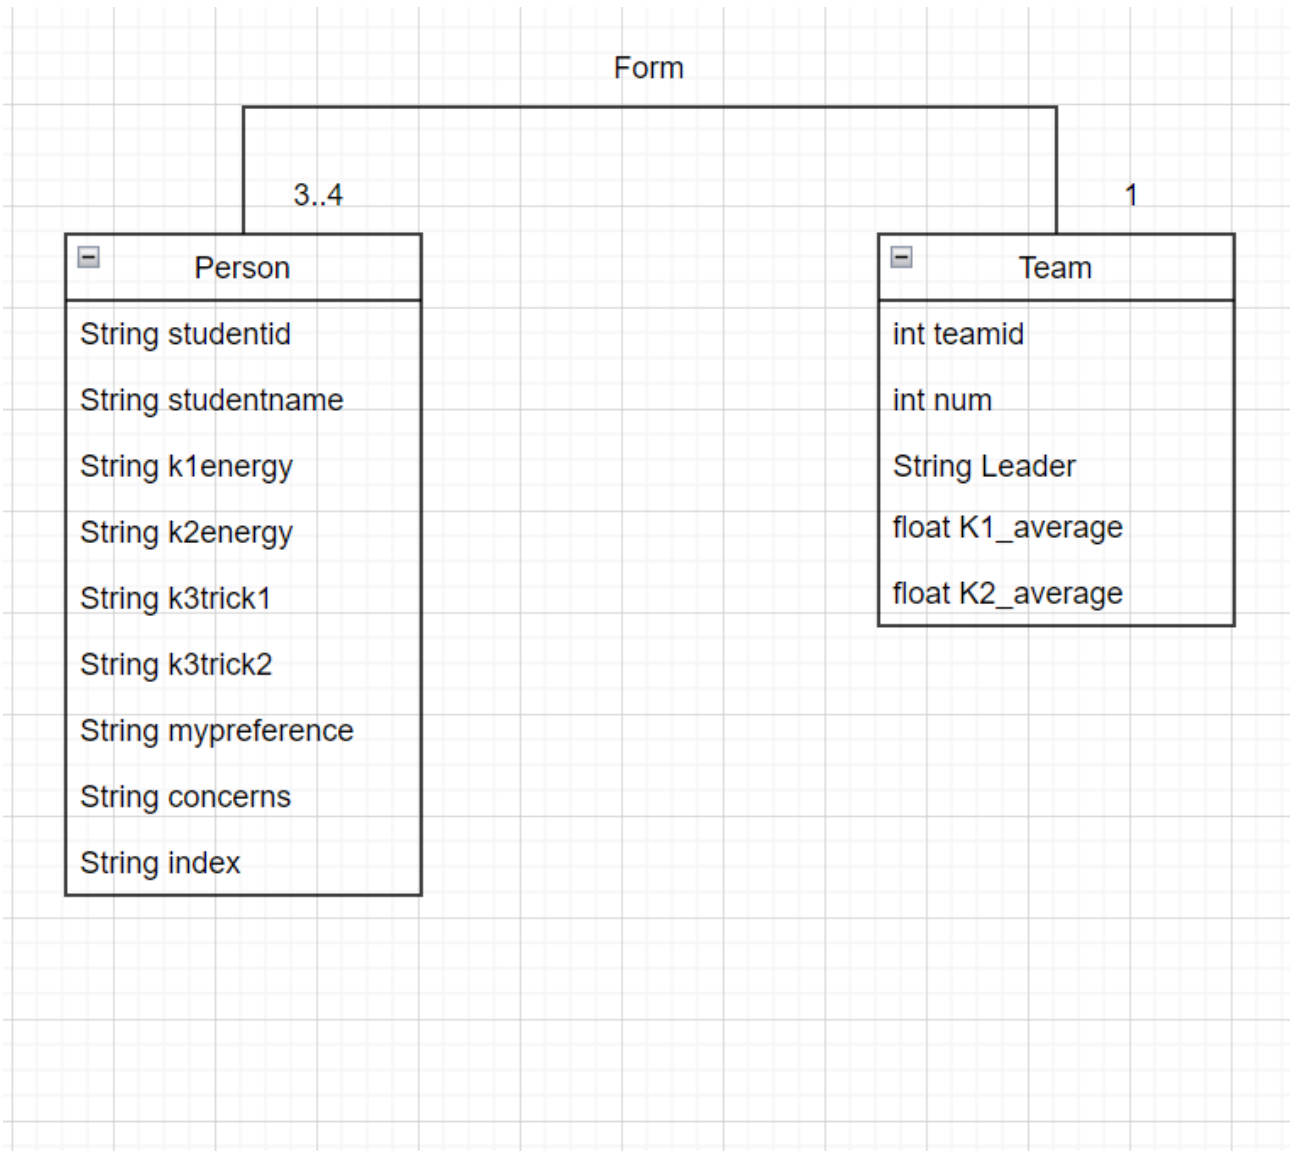 Form
3..4
1
Person
String studentid
String studentname
String k1energy
String k2energy
String k3trick1
String k3trick2
String mypreference
String concerns
String index
Team
int teamid
int num
String Leader
float K1_average
float K2_average